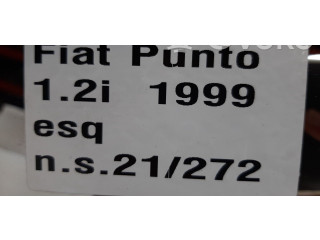 Fiat Punto
1.2i 1999
esq
n.s.21/272